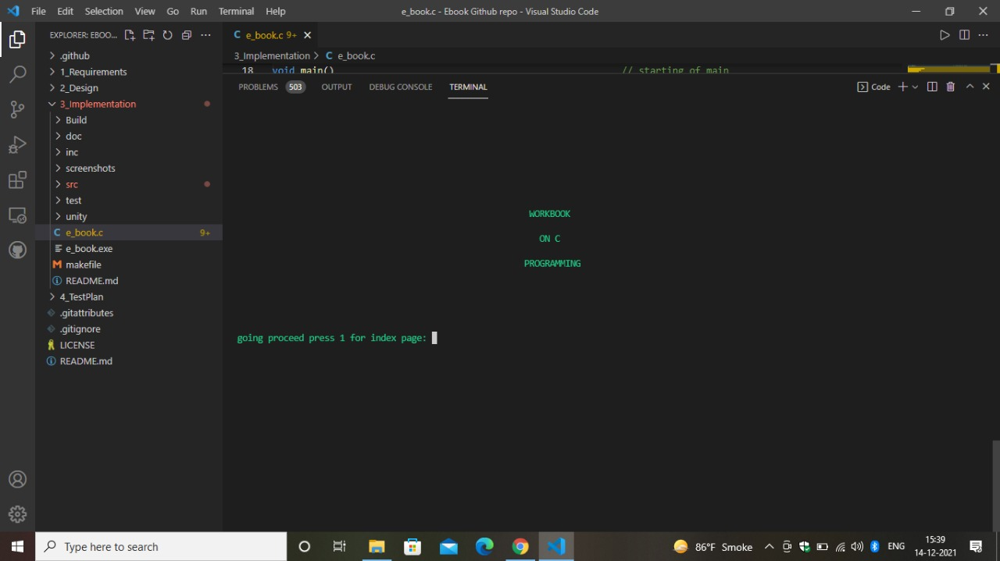 File Edit Selection View Go Run Terminal Help
e_book.c - Ebook Github repo - Visual Studio Code
EXPLORER: EBOO...
.github
1_Requirements
2_Design
3_Implementation
Build
doc
inc
screenshots
src
test
unity
e_book.c 9+
e_book.exe
makefile
README.md
4_TestPlan
.gitattributes
.gitignore
LICENSE
README.md
C e_book.c 9+
3_Implementation > C e_book.c
18 void main() // starting of main
PROBLEMS 503 OUTPUT DEBUG CONSOLE TERMINAL
Code
WORKBOOK
ON C
PROGRAMMING
going proceed press 1 for index page:
Type here to search
86°F Smoke
ENG
15:39
14-12-2021